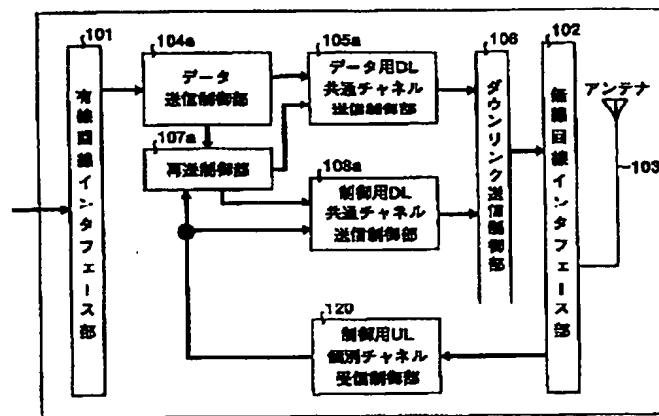 101
有線回線インタフェース部
104a
データ
送信制御部
107a
再送制御部
105a
データ用DL
共通チャネル
送信制御部
108a
制御用DL
共通チャネル
送信制御部
120
制御用UL
個別チャネル
受信制御部
106
ダウンリンク送信制御部
102
無線回線インタフェース部
アンテナ
103